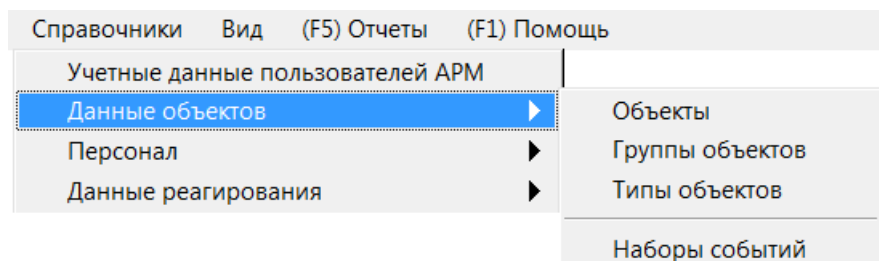 Справочники Вид (F5) Отчеты (F1) Помощь
Учетные данные пользователей АРМ
Данные объектов
Объекты
Персонал
Группы объектов
Данные реагирования
Типы объектов
Наборы событий